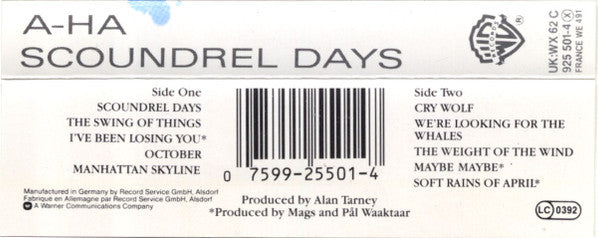 A-HA
SCOUNDREL DAYS
WARNER BROS RECORDS
®
UK:WX 62 C
925 501-4 Ⓧ
FRANCE WE 491
Side One
SCOUNDREL DAYS
THE SWING OF THINGS
I'VE BEEN LOSING YOU*
OCTOBER
MANHATTAN SKYLINE
0 7599-25501-4
Side Two
CRY WOLF
WE'RE LOOKING FOR THE
WHALES
THE WEIGHT OF THE WIND
MAYBE MAYBE*
SOFT RAINS OF APRIL*
Manufactured in Germany by Record Service GmbH, Alsdorf
Fabriqué en Allemagne par Record Service GmbH, Alsdorf
A Warner Communications Company
Produced by Alan Tarney
*Produced by Mags and Pål Waaktaar
LC 0392